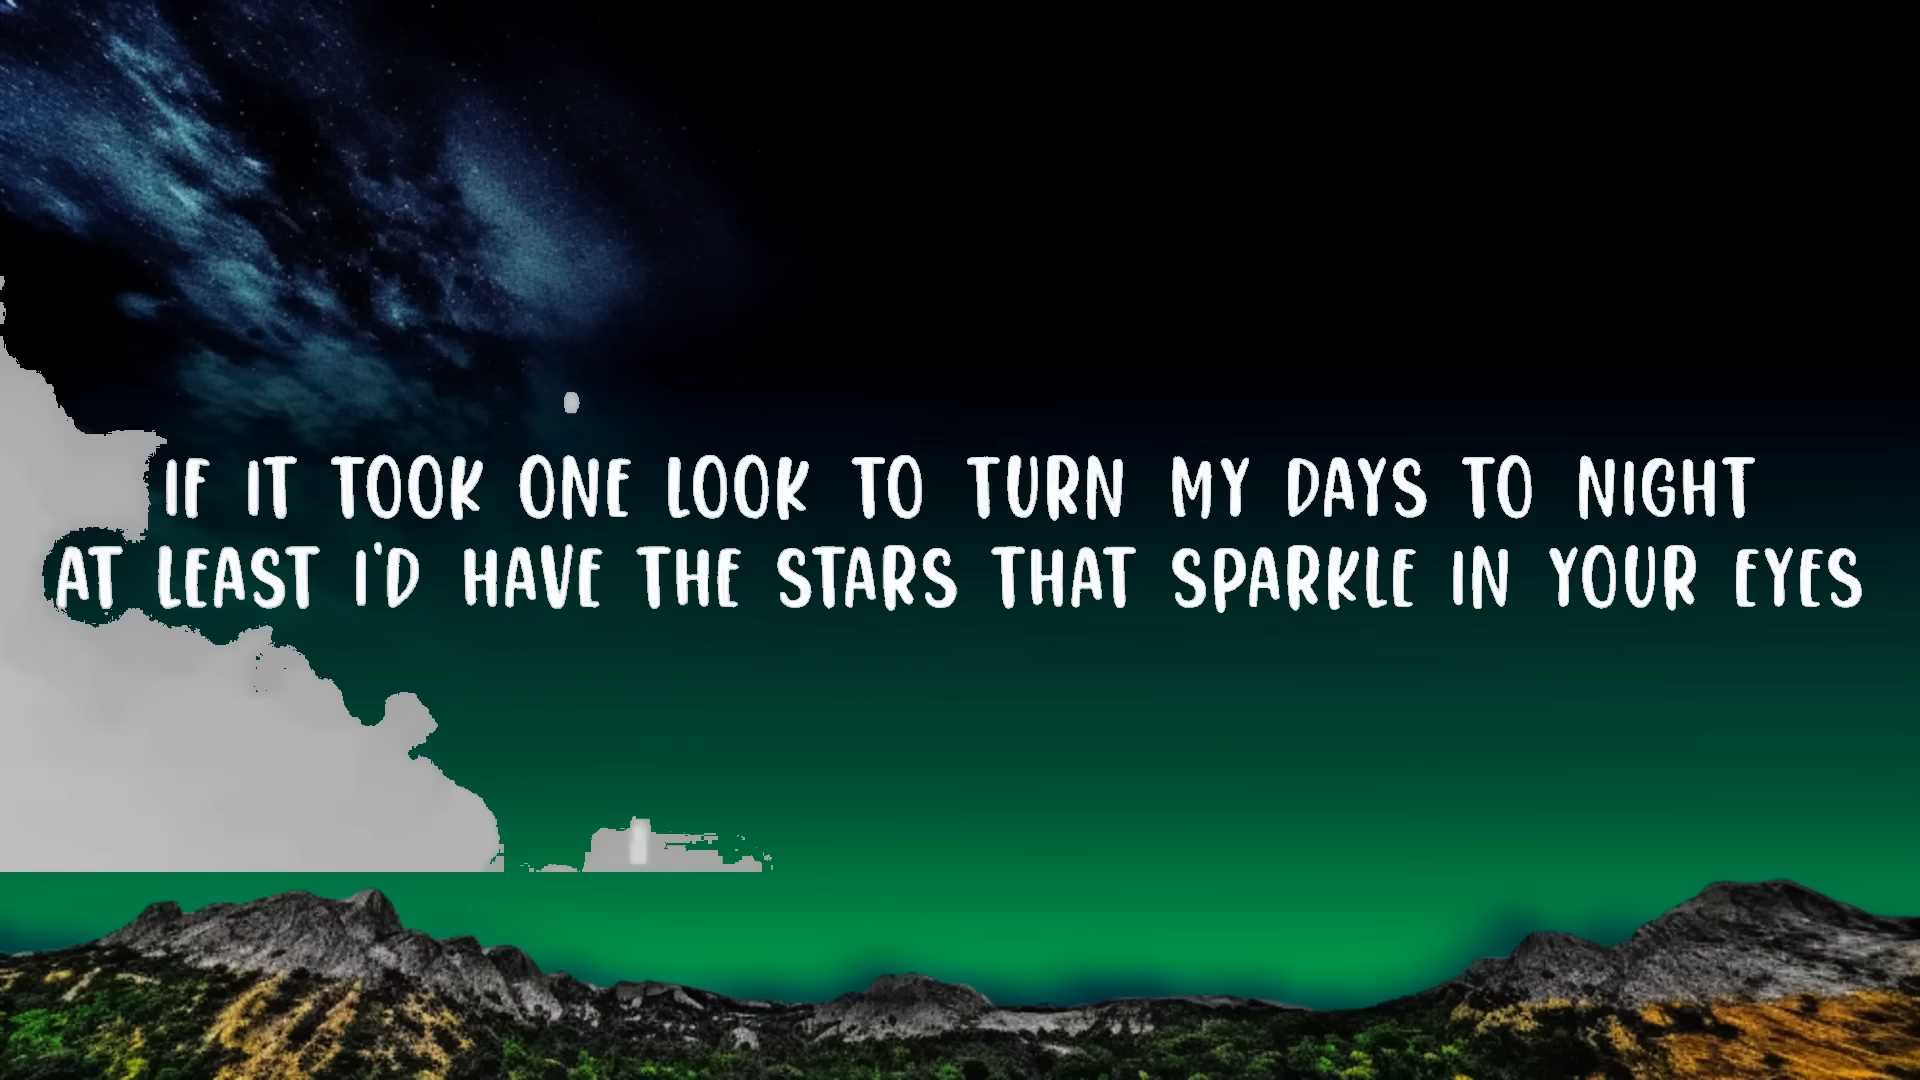 IF IT TOOK ONE LOOK TO TURN MY DAYS TO NIGHT
AT LEAST I'D HAVE THE STARS THAT SPARKLE IN YOUR EYES